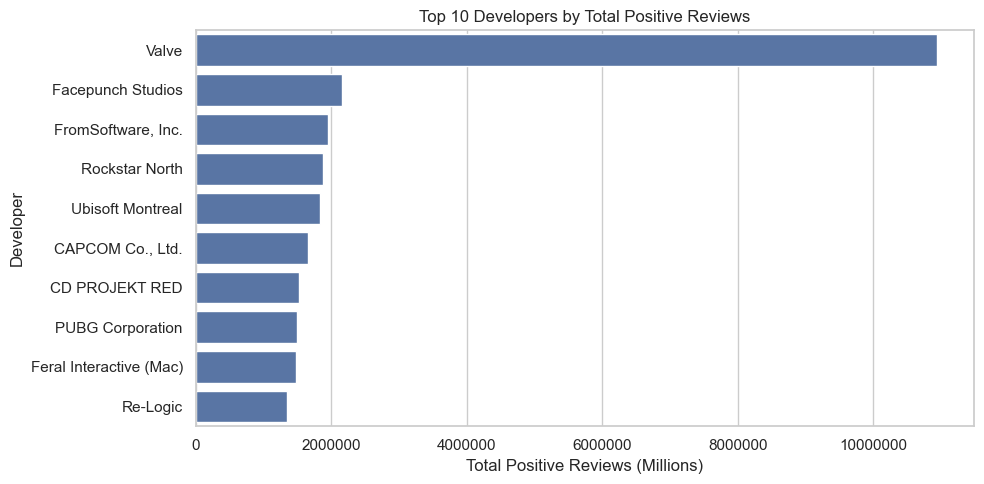 Top 10 Developers by Total Positive Reviews
Developer
Valve
Facepunch Studios
FromSoftware, Inc.
Rockstar North
Ubisoft Montreal
CAPCOM Co., Ltd.
CD PROJEKT RED
PUBG Corporation
Feral Interactive (Mac)
Re-Logic
0 2000000 4000000 6000000 8000000 10000000
Total Positive Reviews (Millions)